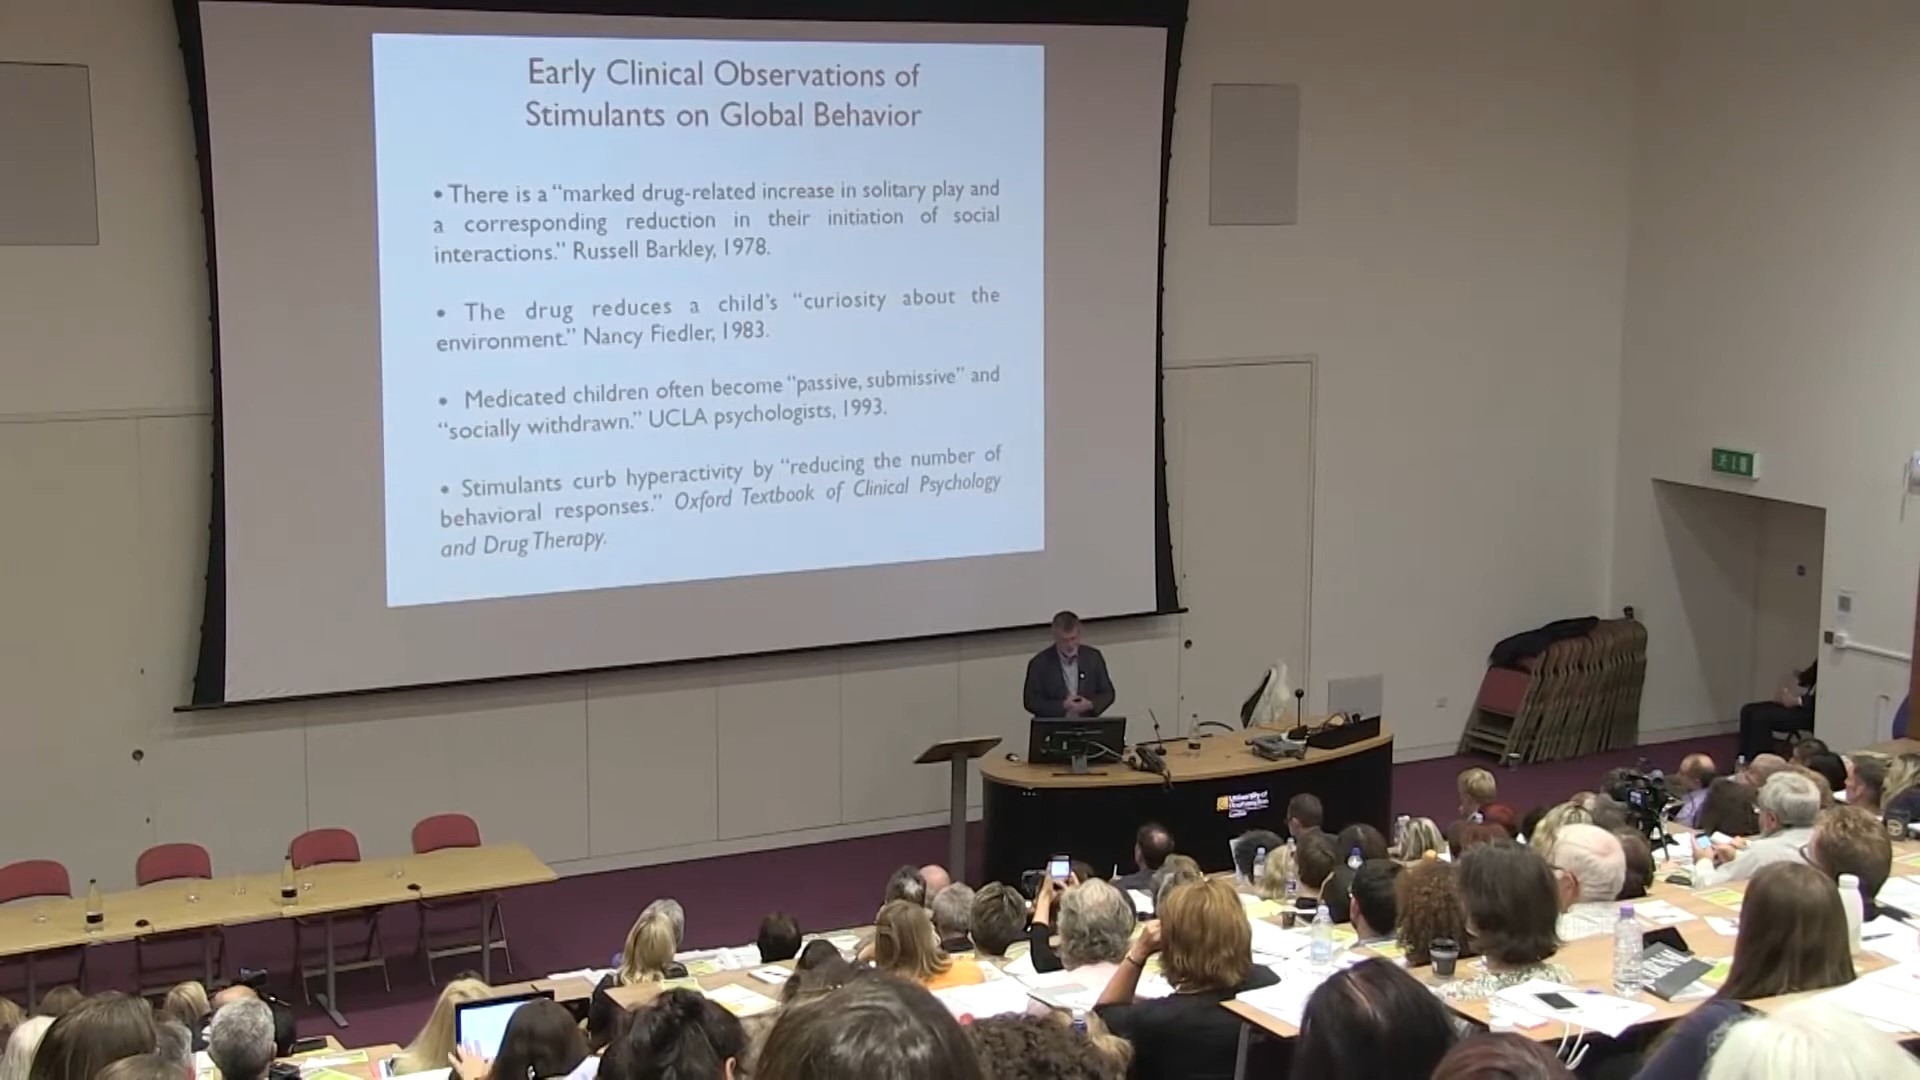 Early Clinical Observations of
Stimulants on Global Behavior
• There is a “marked drug-related increase in solitary play and
a corresponding reduction in their initiation of social
interactions.” Russell Barkley, 1978.
• The drug reduces a child’s “curiosity about the
environment.” Nancy Fiedler, 1983.
• Medicated children often become “passive, submissive” and
“socially withdrawn.” UCLA psychologists, 1993.
• Stimulants curb hyperactivity by “reducing the number of
behavioral responses.” Oxford Textbook of Clinical Psychology
and Drug Therapy.
University of